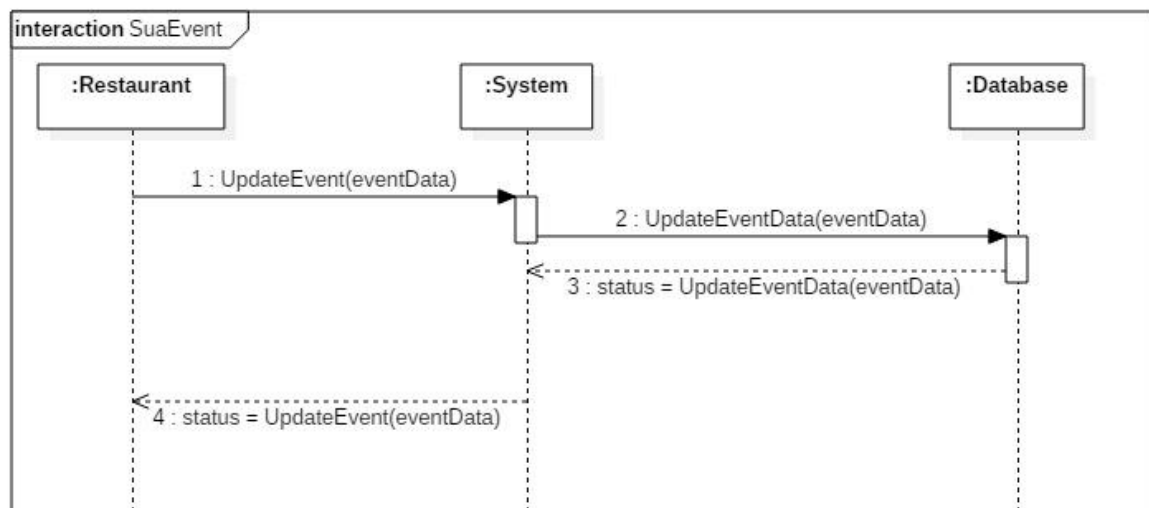 interaction SuaEvent
:Restaurant
:System
:Database
1 : UpdateEvent(eventData)
2 : UpdateEventData(eventData)
3 : status = UpdateEventData(eventData)
4 : status = UpdateEvent(eventData)